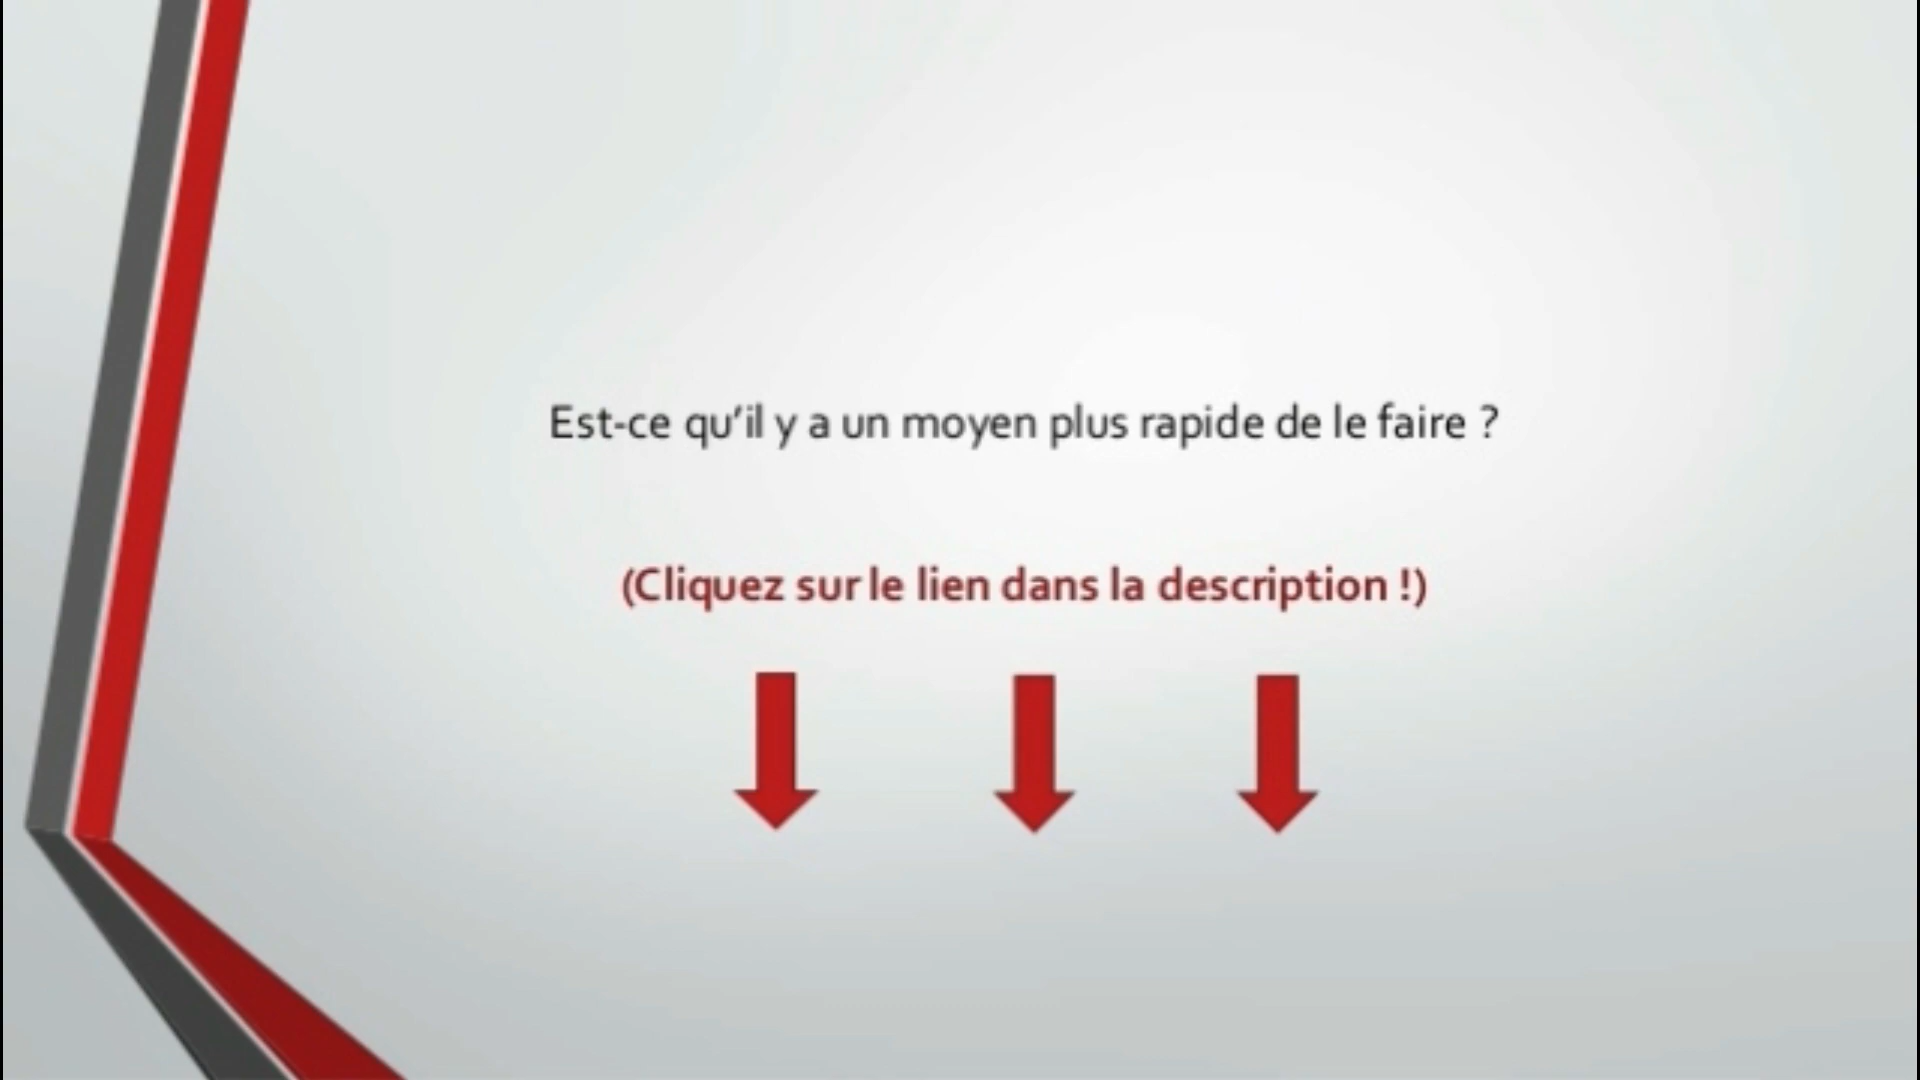 Est-ce qu’il y a un moyen plus rapide de le faire ?
(Cliquez sur le lien dans la description !)